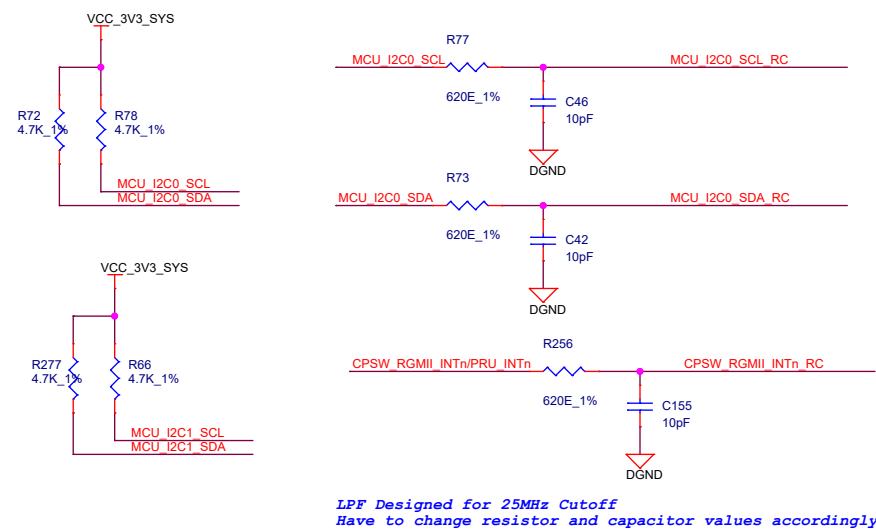 VCC_3V3_SYS
R72
4.7K_1%
R78
4.7K_1%
MCU_I2C0_SCL
MCU_I2C0_SDA
VCC_3V3_SYS
R277
4.7K_1%
R66
4.7K_1%
MCU_I2C1_SCL
MCU_I2C1_SDA
R77
MCU_I2C0_SCL
MCU_I2C0_SCL_RC
620E_1%
C46
10pF
DGND
R73
MCU_I2C0_SDA
MCU_I2C0_SDA_RC
620E_1%
C42
10pF
DGND
R256
CPSW_RGMII_INTn/PRU_INTn
CPSW_RGMII_INTn_RC
620E_1%
C155
10pF
DGND
LPF Designed for 25MHz Cutoff
Have to change resistor and capacitor values accordingly